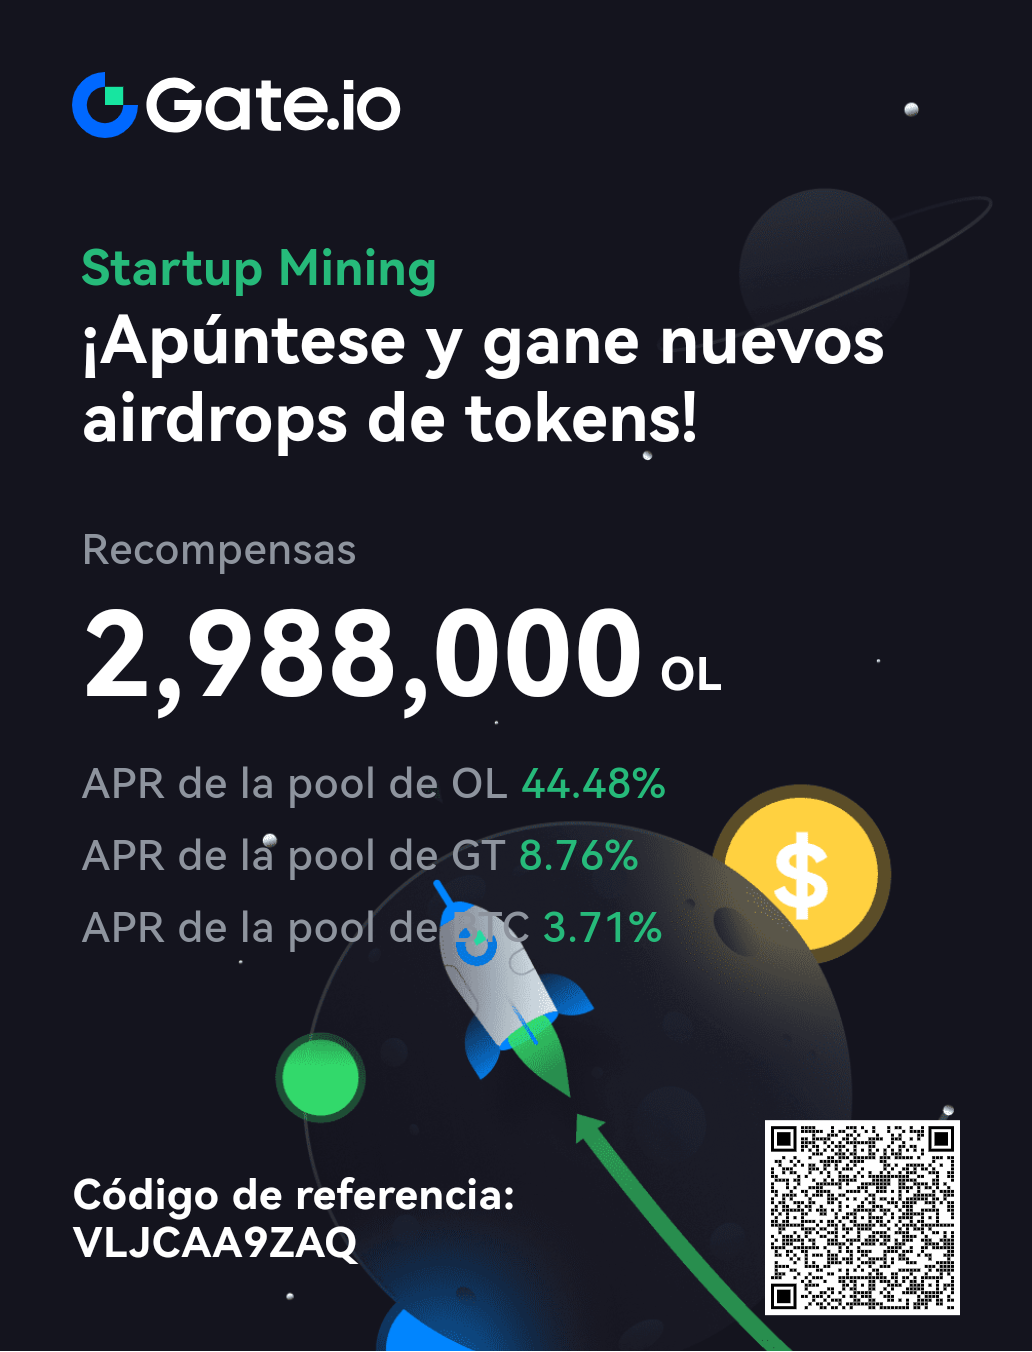 Gate.io
Startup Mining
¡Apúntese y gane nuevos
airdrops de tokens!
Recompensas
2,988,000 OL
APR de la pool de OL 44.48%
APR de la pool de GT 8.76%
APR de la pool de BTC 3.71%
$
Código de referencia:
VLJCAA9ZAQ